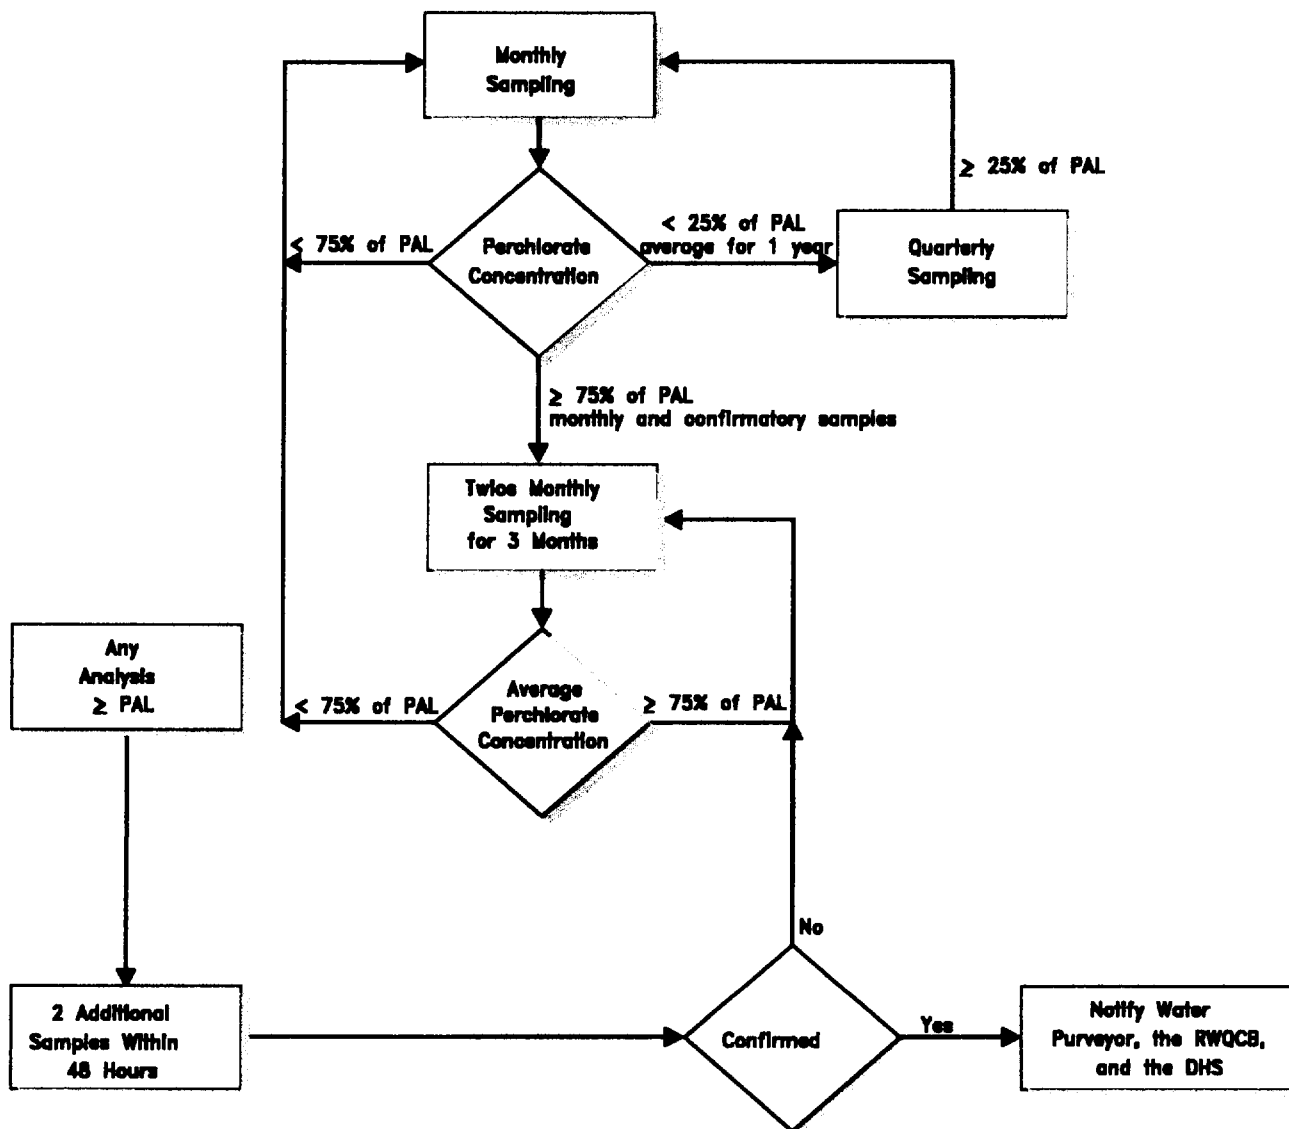 Monthly
Sampling
≥ 25% of PAL
< 75% of PAL
Perchlorate
Concentration
< 25% of PAL
average for 1 year
Quarterly
Sampling
≥ 75% of PAL
monthly and confirmatory samples
Twice Monthly
Sampling
for 3 Months
Any
Analysis
≥ PAL
< 75% of PAL
Average
Perchlorate
Concentration
≥ 75% of PAL
No
2 Additional
Samples Within
48 Hours
Confirmed
Yes
Notify Water
Purveyor, the RWQCB,
and the DHS